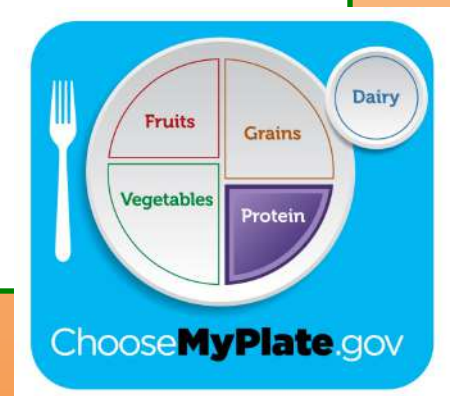 Dairy
Fruits
Grains
Vegetables
Protein
ChooseMyPlate.gov